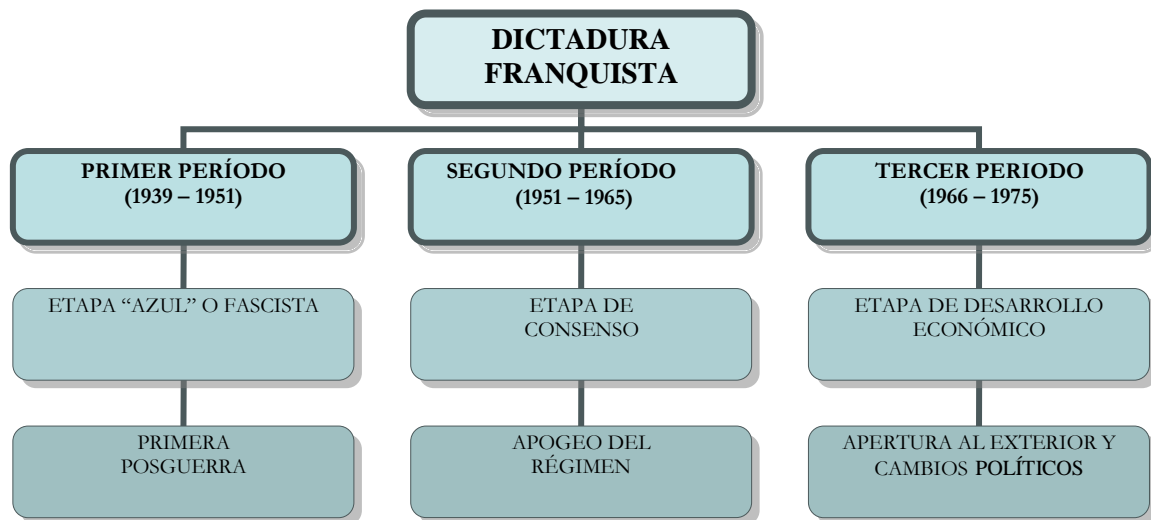 DICTADURA
FRANQUISTA
PRIMER PERÍODO
(1939 – 1951)
SEGUNDO PERÍODO
(1951 – 1965)
TERCER PERIODO
(1966 – 1975)
ETAPA “AZUL” O FASCISTA
ETAPA DE
CONSENSO
ETAPA DE DESARROLLO
ECONÓMICO
PRIMERA
POSGUERRA
APOGEO DEL
RÉGIMEN
APERTURA AL EXTERIOR Y
CAMBIOS POLÍTICOS